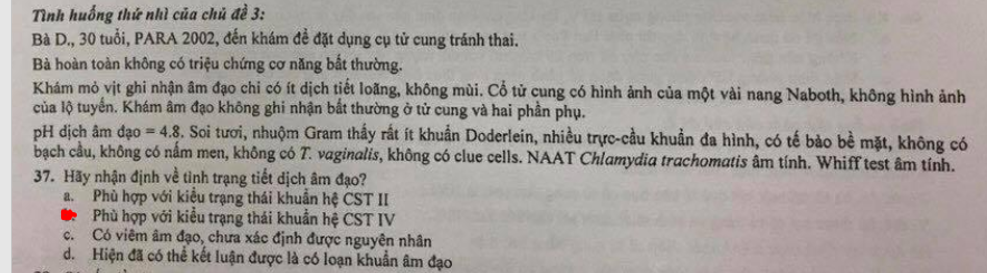 Tình huống thứ nhì của chủ đề 3:
Bà D., 30 tuổi, PARA 2002, đến khám để đặt dụng cụ tử cung tránh thai.
Bà hoàn toàn không có triệu chứng cơ năng bất thường.
Khám mỏ vịt ghi nhận âm đạo chỉ có ít dịch tiết loãng, không mùi. Cổ tử cung có hình ảnh của một vài nang Naboth, không hình ảnh
của lộ tuyến. Khám âm đạo không ghi nhận bất thường ở tử cung và hai phần phụ.
pH dịch âm đạo = 4.8. Soi tươi, nhuộm Gram thấy rất ít khuẩn Doderlein, nhiều trực-cầu khuẩn đa hình, có tế bào bề mặt, không có
bạch cầu, không có nấm men, không có T. vaginalis, không có clue cells. NAAT Chlamydia trachomatis âm tính. Whiff test âm tính.
37. Hãy nhận định về tình trạng tiết dịch âm đạo?
a. Phù hợp với kiểu trạng thái khuẩn hệ CST II
Phù hợp với kiểu trạng thái khuẩn hệ CST IV
c. Có viêm âm đạo, chưa xác định được nguyên nhân
d. Hiện đã có thể kết luận được là có loạn khuẩn âm đạo